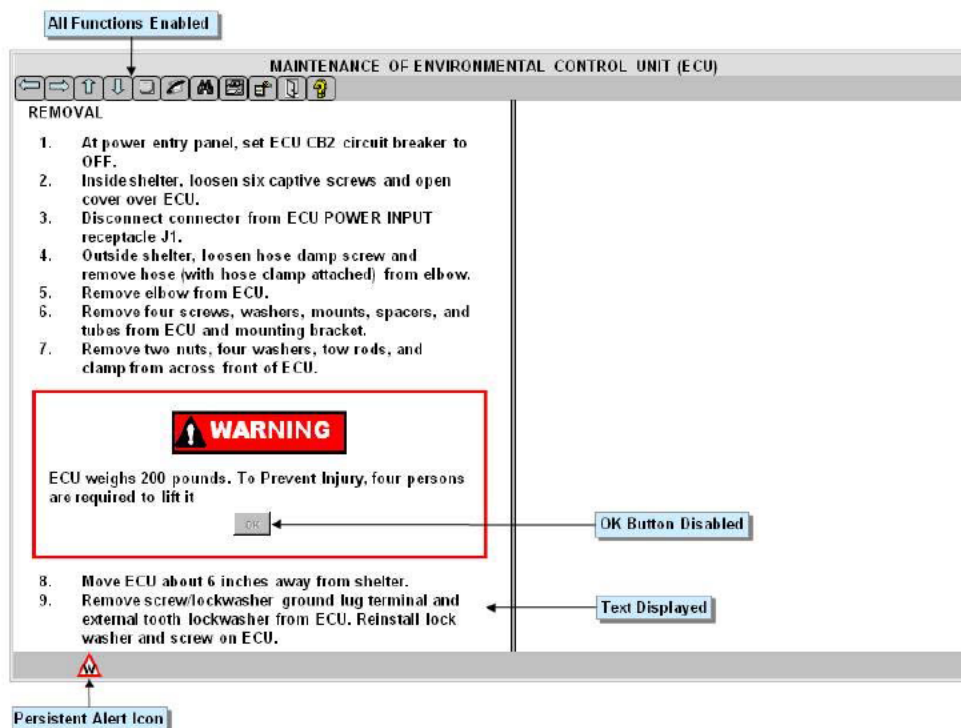 All Functions Enabled
MAINTENANCE OF ENVIRONMENTAL CONTROL UNIT (ECU)
REMOVAL
1. At power entry panel, set ECU CB2 circuit breaker to
OFF.
2. Inside shelter, loosen six captive screws and open
cover over ECU.
3. Disconnect connector from ECU POWER INPUT
receptacle J1.
4. Outside shelter, loosen hose damp screw and
remove hose (with hose clamp attached) from elbow.
5. Remove elbow from ECU.
6. Remove four screws, washers, mounts, spacers, and
tubes from ECU and mounting bracket.
7. Remove two nuts, four washers, tow rods, and
clamp from across front of ECU.
WARNING
ECU weighs 200 pounds. To Prevent Injury, four persons
are required to lift it
OK
OK Button Disabled
8. Move ECU about 6 inches away from shelter.
9. Remove screw/lockwasher ground lug terminal and
external tooth lockwasher from ECU. Reinstall lock
washer and screw on ECU.
Text Displayed
W
Persistent Alert Icon